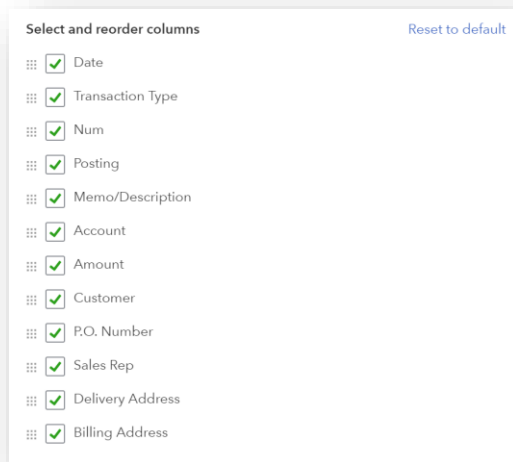 Select and reorder columns Reset to default
Date
Transaction Type
Num
Posting
Memo/Description
Account
Amount
Customer
P.O. Number
Sales Rep
Delivery Address
Billing Address